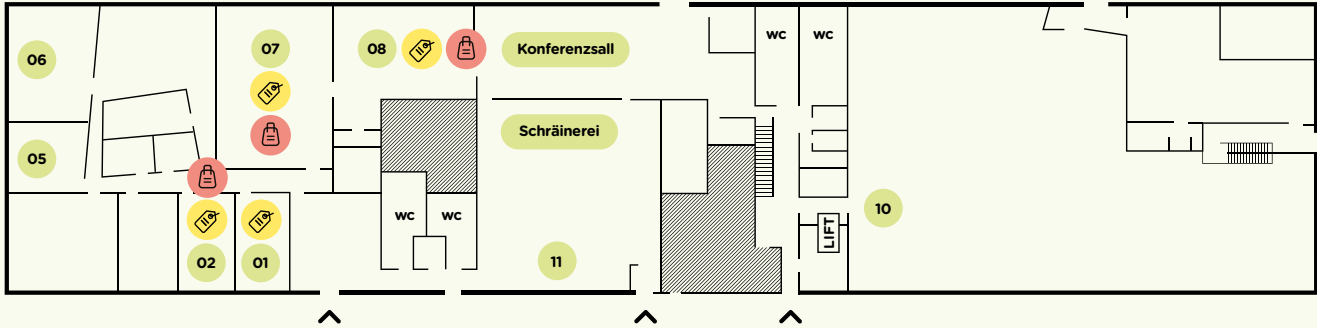 08
Konferenzsall
wc
wc
07
06
Schräinerei
05
wc
wc
10
LIFT
02
01
11